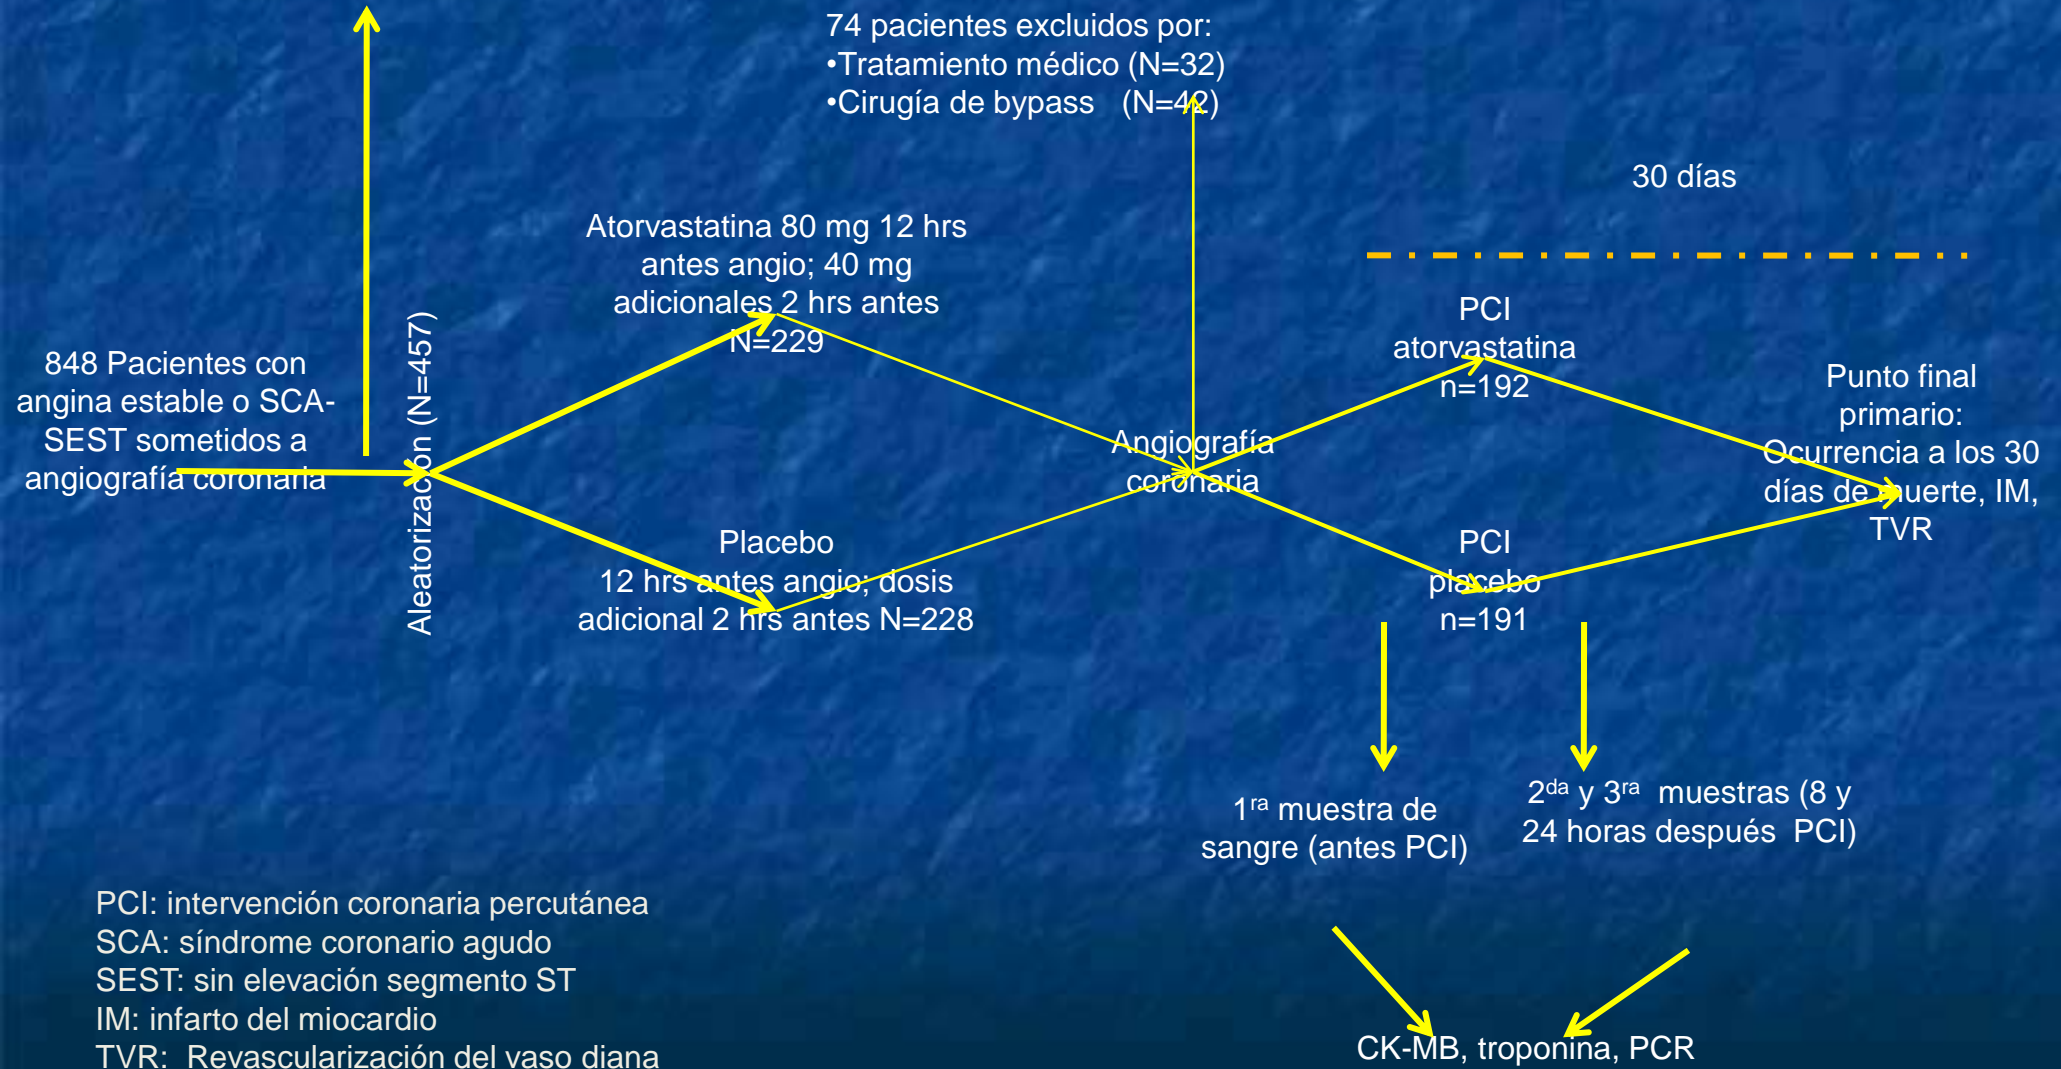 74 pacientes excluidos por:
•Tratamiento médico (N=32)
•Cirugía de bypass (N=42)
30 días
Atorvastatina 80 mg 12 hrs
antes angio; 40 mg
adicionales 2 hrs antes
N=229
848 Pacientes con
angina estable o SCA-
SEST sometidos a
angiografía coronaria
Aleatorización (N=457)
Placebo
12 hrs antes angio; dosis
adicional 2 hrs antes N=228
Angiografía
coronaria
PCI
atorvastatina
n=192
PCI
placebo
n=191
Punto final
primario:
Ocurrencia a los 30
días de muerte, IM,
TVR
1ra muestra de
sangre (antes PCI)
2da y 3ra muestras (8 y
24 horas después PCI)
CK-MB, troponina, PCR
PCI: intervención coronaria percutánea
SCA: síndrome coronario agudo
SEST: sin elevación segmento ST
IM: infarto del miocardio
TVR: Revascularización del vaso diana